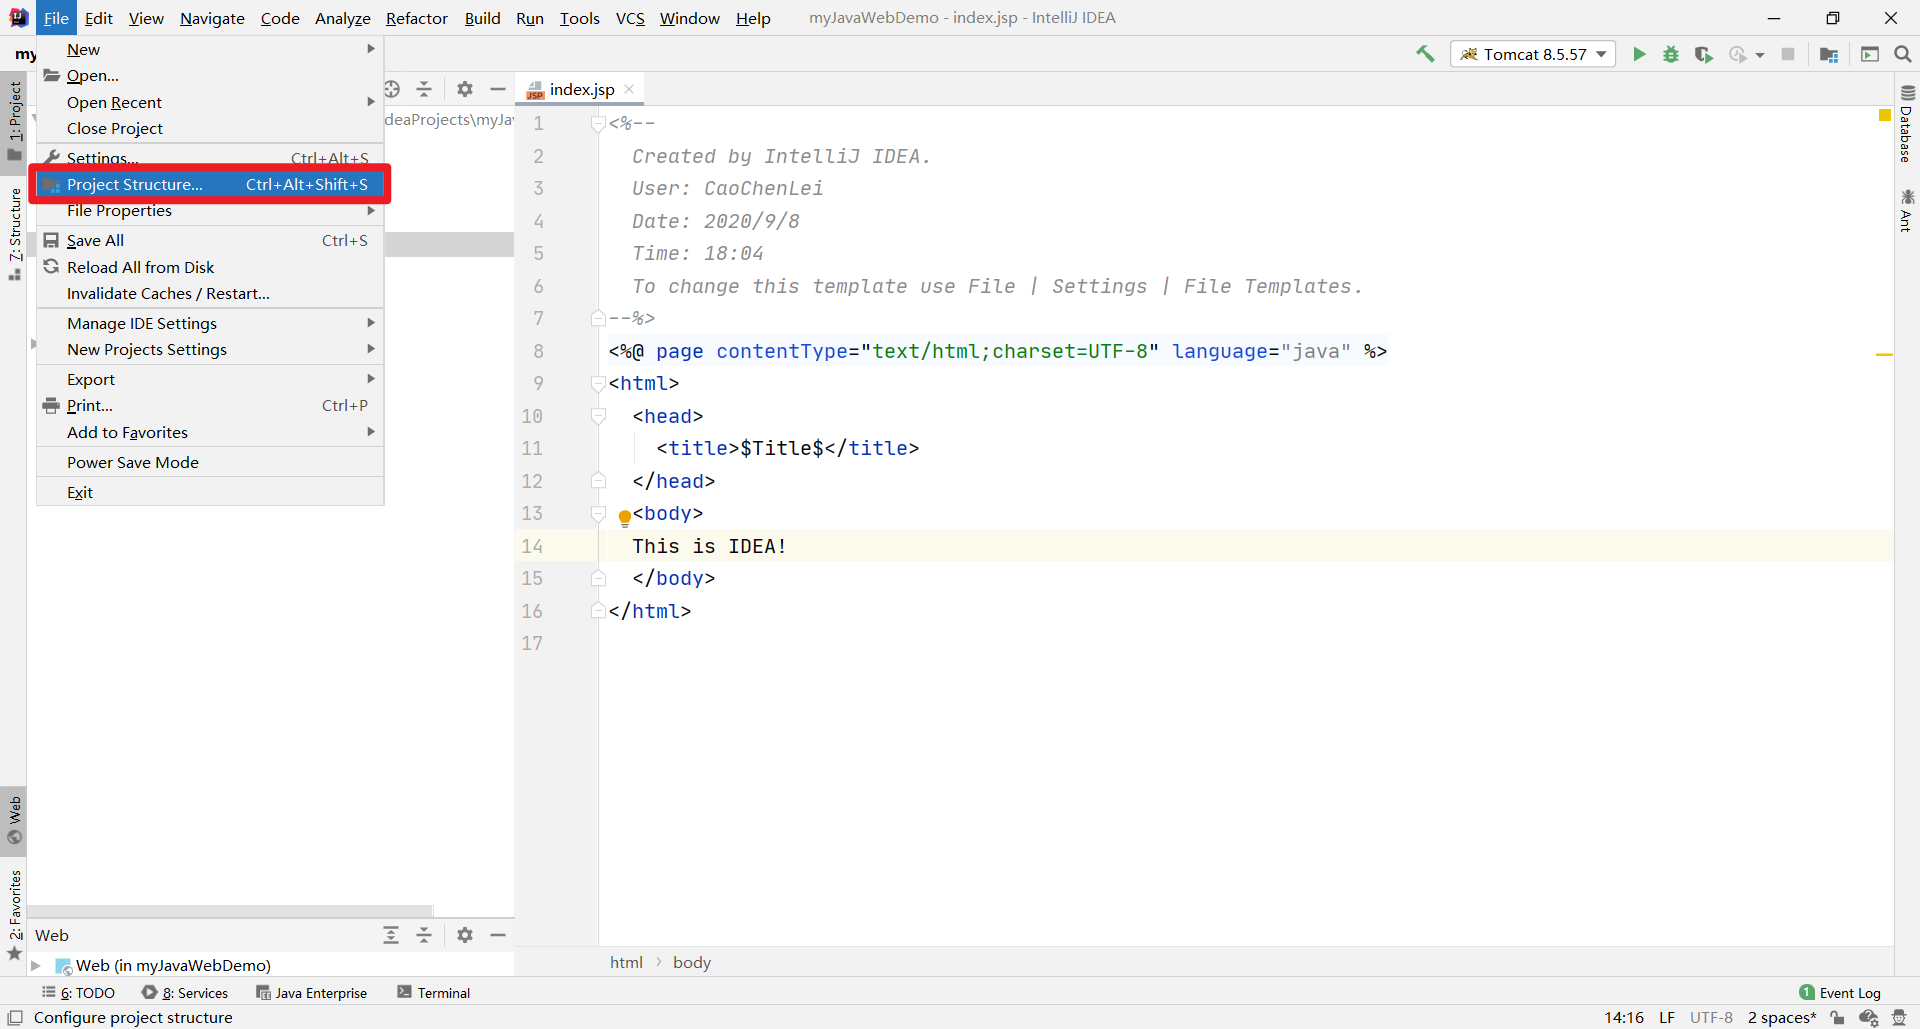 File Edit View Navigate Code Analyze Refactor Build Run Tools VCS Window Help myJavaWebDemo - index.jsp - IntelliJ IDEA
my
Tomcat 8.5.57
New
Open...
Open Recent
Close Project
Settings... Ctrl+Alt+S
Project Structure... Ctrl+Alt+Shift+S
File Properties
Save All Ctrl+S
Reload All from Disk
Invalidate Caches / Restart...
Manage IDE Settings
New Projects Settings
Export
Print... Ctrl+P
Add to Favorites
Power Save Mode
Exit
1: Project
7: Structure
Web
2: Favorites
deaProjects\myJav
index.jsp
1 <%--
2 Created by IntelliJ IDEA.
3 User: CaoChenLei
4 Date: 2020/9/8
5 Time: 18:04
6 To change this template use File | Settings | File Templates.
7 --%>
8 <%@ page contentType="text/html;charset=UTF-8" language="java" %>
9 <html>
10 <head>
11 <title>$Title$</title>
12 </head>
13 <body>
14 This is IDEA!
15 </body>
16 </html>
17
Database
Ant
Web
Web (in myJavaWebDemo)
html › body
6: TODO 8: Services Java Enterprise Terminal 1 Event Log
Configure project structure 14:16 LF UTF-8 2 spaces*